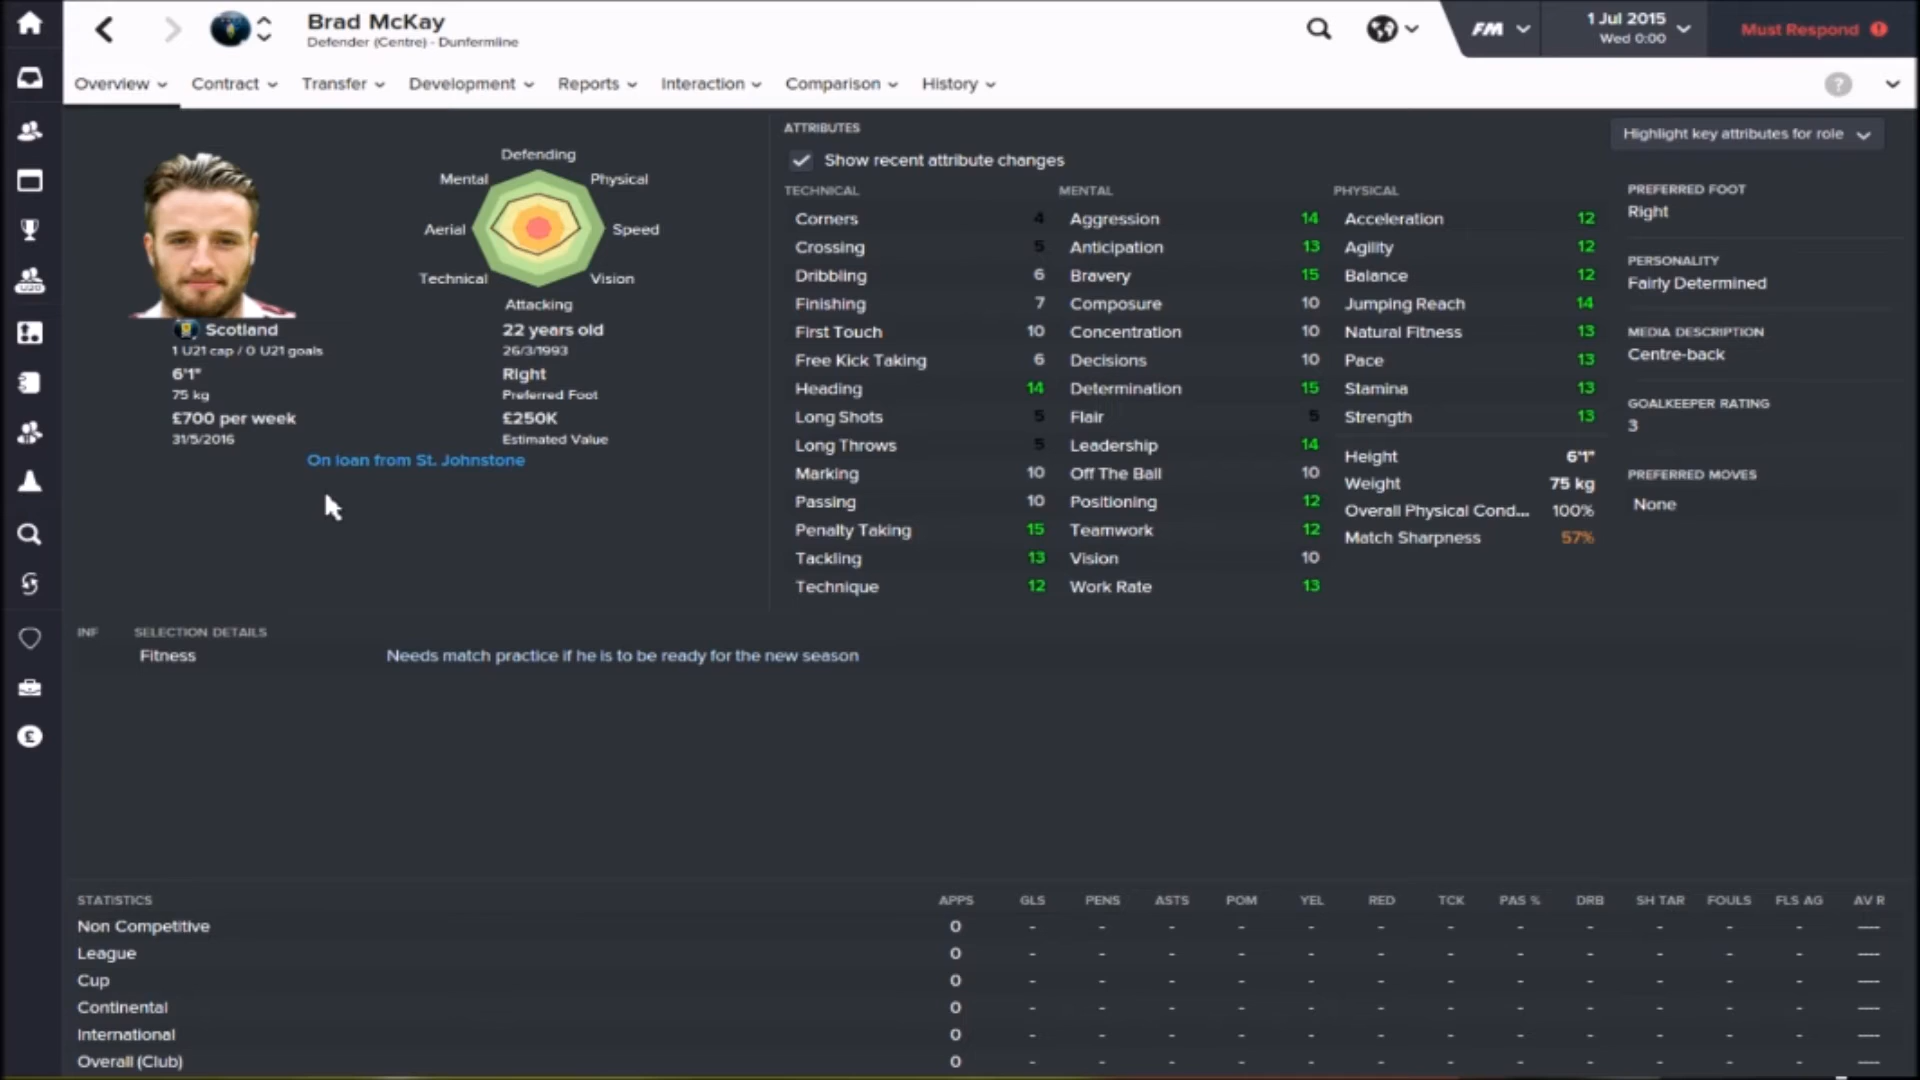 Brad McKay
Defender (Centre) - Dunfermline
FM
1 Jul 2015
Wed 0:00
Must Respond
Overview Contract Transfer Development Reports Interaction Comparison History
?
Defending
Mental Physical
Aerial Speed
Technical Vision
Attacking
Scotland
1 U21 cap / 0 U21 goals
6'1"
75 kg
£700 per week
31/5/2016
22 years old
26/3/1993
Right
Preferred Foot
£250K
Estimated Value
On loan from St. Johnstone
ATTRIBUTES
Show recent attribute changes
Highlight key attributes for role
TECHNICAL
Corners 4
Crossing 5
Dribbling 6
Finishing 7
First Touch 10
Free Kick Taking 6
Heading 14
Long Shots 5
Long Throws 5
Marking 10
Passing 10
Penalty Taking 15
Tackling 13
Technique 12
MENTAL
Aggression 14
Anticipation 13
Bravery 15
Composure 10
Concentration 10
Decisions 10
Determination 15
Flair 5
Leadership 14
Off The Ball 10
Positioning 12
Teamwork 12
Vision 10
Work Rate 13
PHYSICAL
Acceleration 12
Agility 12
Balance 12
Jumping Reach 14
Natural Fitness 13
Pace 13
Stamina 13
Strength 13
Height 6'1"
Weight 75 kg
Overall Physical Cond... 100%
Match Sharpness 57%
PREFERRED FOOT
Right
PERSONALITY
Fairly Determined
MEDIA DESCRIPTION
Centre-back
GOALKEEPER RATING
3
PREFERRED MOVES
None
INF SELECTION DETAILS
Fitness Needs match practice if he is to be ready for the new season
STATISTICS APPS GLS PENS ASTS POM YEL RED TCK PAS % DRB SH TAR FOULS FLS AG AV R
Non Competitive 0 - - - - - - - - - - - - ---
League 0 - - - - - - - - - - - - ---
Cup 0 - - - - - - - - - - - - ---
Continental 0 - - - - - - - - - - - - ---
International 0 - - - - - - - - - - - - ---
Overall (Club) 0 - - - - - - - - - - - - ---
U20
£